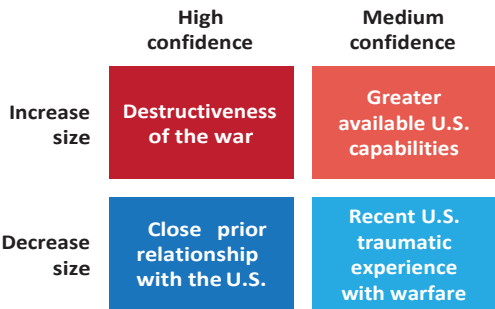 High
confidence
Medium
confidence
Increase
size
Destructiveness
of the war
Greater
available U.S.
capabilities
Decrease
size
Close prior
relationship
with the U.S.
Recent U.S.
traumatic
experience
with warfare